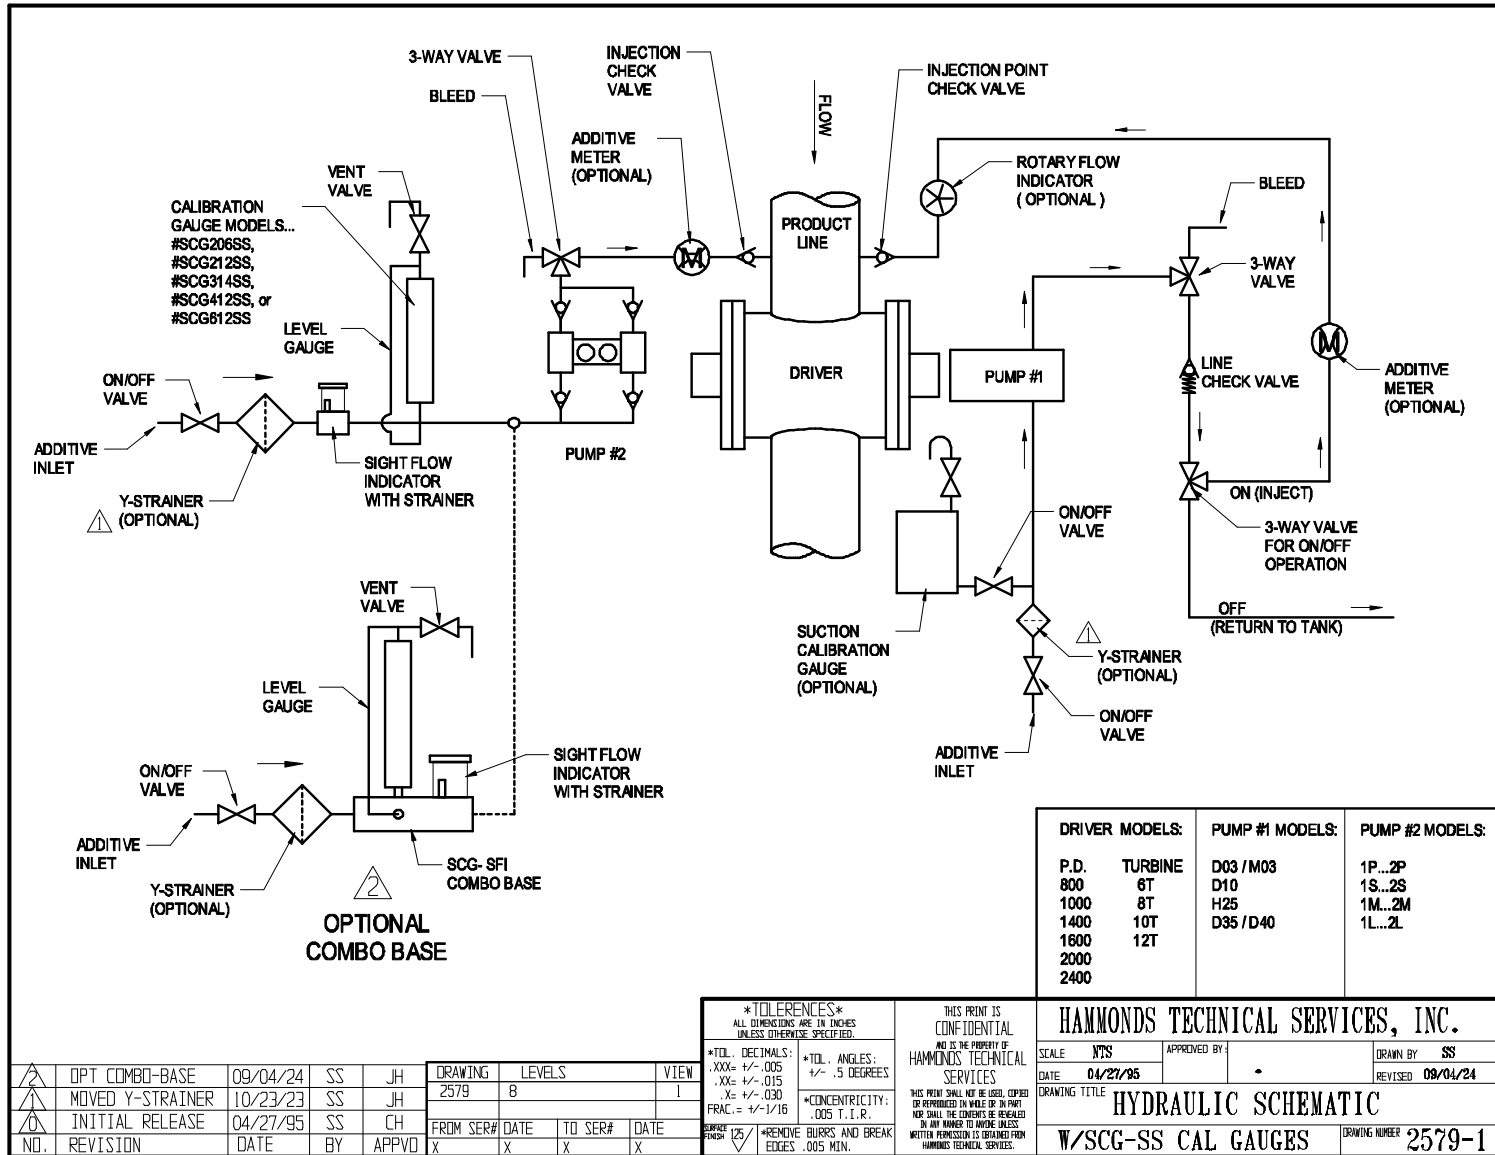 3-WAY VALVE
BLEED
INJECTION
CHECK
VALVE
INJECTION POINT
CHECK VALVE
FLOW
ADDITIVE
METER
(OPTIONAL)
ROTARY FLOW
INDICATOR
( OPTIONAL )
BLEED
VENT
VALVE
CALIBRATION
GAUGE MODELS...
#SCG206SS,
#SCG212SS,
#SCG314SS,
#SCG412SS, or
#SCG612SS
PRODUCT
LINE
3-WAY
VALVE
LEVEL
GAUGE
M
M
ON/OFF
VALVE
DRIVER
PUMP #1
LINE
CHECK VALVE
ADDITIVE
METER
(OPTIONAL)
ADDITIVE
INLET
SIGHT FLOW
INDICATOR
WITH STRAINER
PUMP #2
Y-STRAINER
(OPTIONAL)
1
ON (INJECT)
ON/OFF
VALVE
3-WAY VALVE
FOR ON/OFF
OPERATION
OFF
(RETURN TO TANK)
VENT
VALVE
SUCTION
CALIBRATION
GAUGE
(OPTIONAL)
1
Y-STRAINER
(OPTIONAL)
LEVEL
GAUGE
ON/OFF
VALVE
ADDITIVE
INLET
ON/OFF
VALVE
SIGHT FLOW
INDICATOR
WITH STRAINER
ADDITIVE
INLET
Y-STRAINER
(OPTIONAL)
SCG- SFI
COMBO BASE
2
OPTIONAL
COMBO BASE
DRIVER MODELS: PUMP #1 MODELS: PUMP #2 MODELS:
P.D. TURBINE D03 / M03 1P...2P
800 6T D10 1S...2S
1000 8T H25 1M...2M
1400 10T D35 / D40 1L...2L
1600 12T
2000
2400
2 OPT COMBO-BASE 09/04/24 SS JH
1 MOVED Y-STRAINER 10/23/23 SS JH
0 INITIAL RELEASE 04/27/95 SS CH
NO. REVISION DATE BY APPVD
DRAWING LEVELS VIEW
2579 8 1
FROM SER# DATE TO SER# DATE
X X X X
*TOLERENCES*
ALL DIMENSIONS ARE IN INCHES
UNLESS OTHERWISE SPECIFIED.
*TOL. DECIMALS:
.XXX= +/-.005
.XX= +/-.015
.X= +/-.030
FRAC.= +/-1/16
*TOL. ANGLES:
+/- .5 DEGREES
*CONCENTRICITY:
.005 T.I.R.
SURFACE
FINISH
125
*REMOVE BURRS AND BREAK
EDGES .005 MIN.
THIS PRINT IS
CONFIDENTIAL
AND IS THE PROPERTY OF
HAMMONDS TECHNICAL
SERVICES
THIS PRINT SHALL NOT BE USED, COPIED
OR REPRODUCED IN WHOLE OR IN PART
NOR SHALL THE CONTENTS BE REVEALED
IN ANY MANNER TO ANYONE UNLESS
WRITTEN PERMISSION IS OBTAINED FROM
HAMMONDS TECHNICAL SERVICES.
HAMMONDS TECHNICAL SERVICES, INC.
SCALE NTS APPROVED BY: DRAWN BY SS
DATE 04/27/95 REVISED 09/04/24
DRAWING TITLE HYDRAULIC SCHEMATIC
W/SCG-SS CAL GAUGES DRAWING NUMBER 2579-1